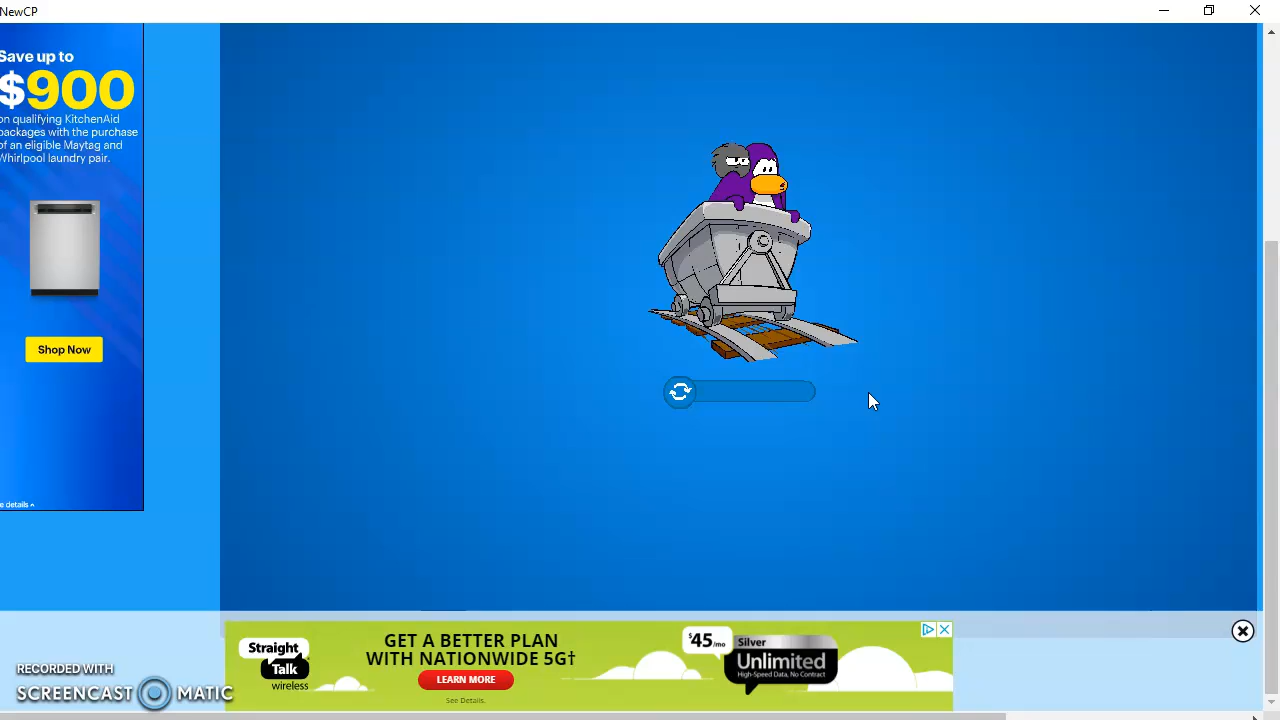 NewCP
Save up to
$900
on qualifying KitchenAid
packages with the purchase
of an eligible Maytag and
Whirlpool laundry pair.
Shop Now
e details ^
Straight
Talk
wireless
GET A BETTER PLAN
WITH NATIONWIDE 5G†
LEARN MORE
See Details.
$45/mo
Silver
Unlimited
High-Speed Data, No Contract
RECORDED WITH
SCREENCAST MATIC